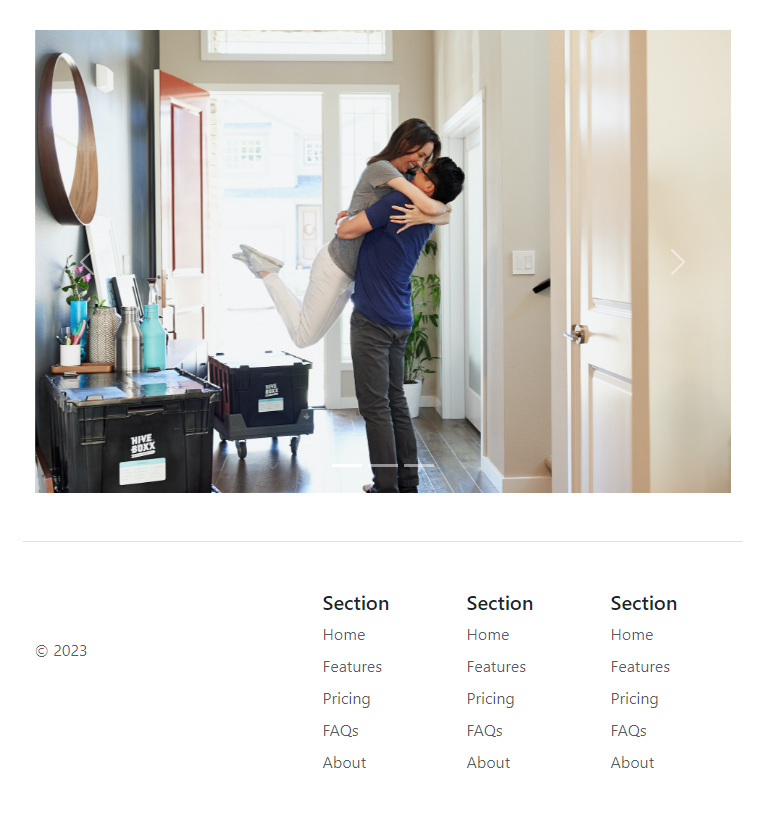 HIVE
BOXX
HIVE
BOXX
© 2023
Section
Home
Features
Pricing
FAQs
About
Section
Home
Features
Pricing
FAQs
About
Section
Home
Features
Pricing
FAQs
About